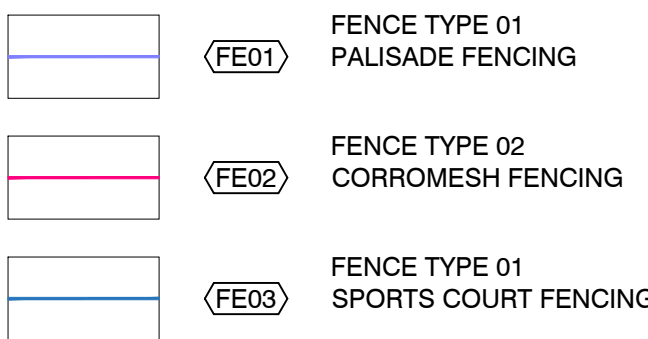 FE01 FENCE TYPE 01
PALISADE FENCING
FE02 FENCE TYPE 02
CORROMESH FENCING
FE03 FENCE TYPE 01
SPORTS COURT FENCING